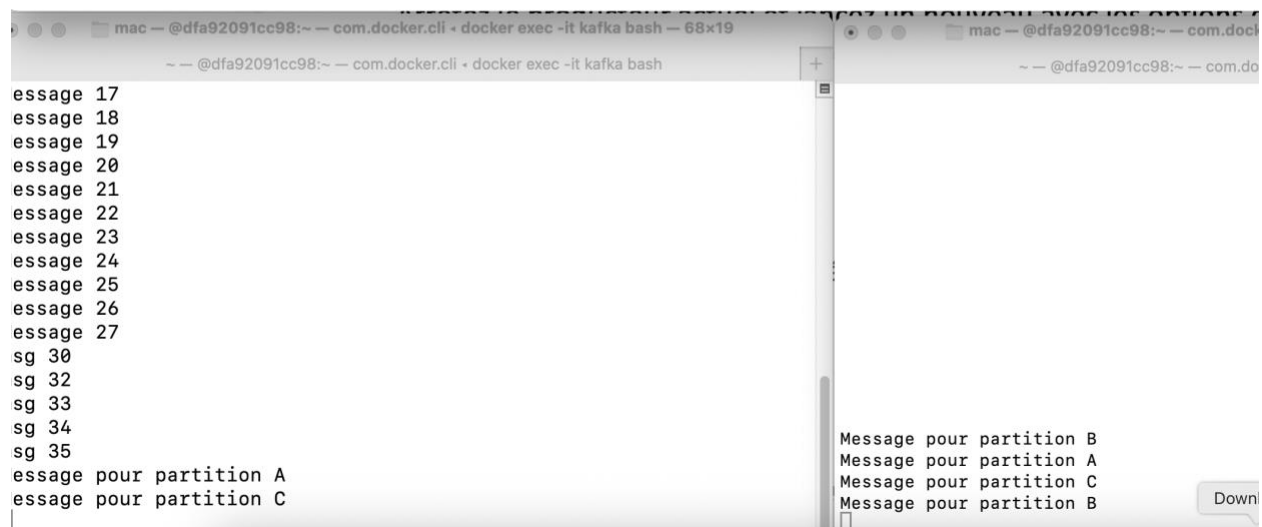 mac — @dfa92091cc98:~ — com.docker.cli ◂ docker exec -it kafka bash — 68×19
~ — @dfa92091cc98:~ — com.docker.cli • docker exec -it kafka bash
+
essage 17
essage 18
essage 19
essage 20
essage 21
essage 22
essage 23
essage 24
essage 25
essage 26
essage 27
sg 30
sg 32
sg 33
sg 34
sg 35
essage pour partition A
essage pour partition C
mac — @dfa92091cc98:~ — com.dock
~ — @dfa92091cc98:~ — com.do
Message pour partition B
Message pour partition A
Message pour partition C
Message pour partition B
Downl